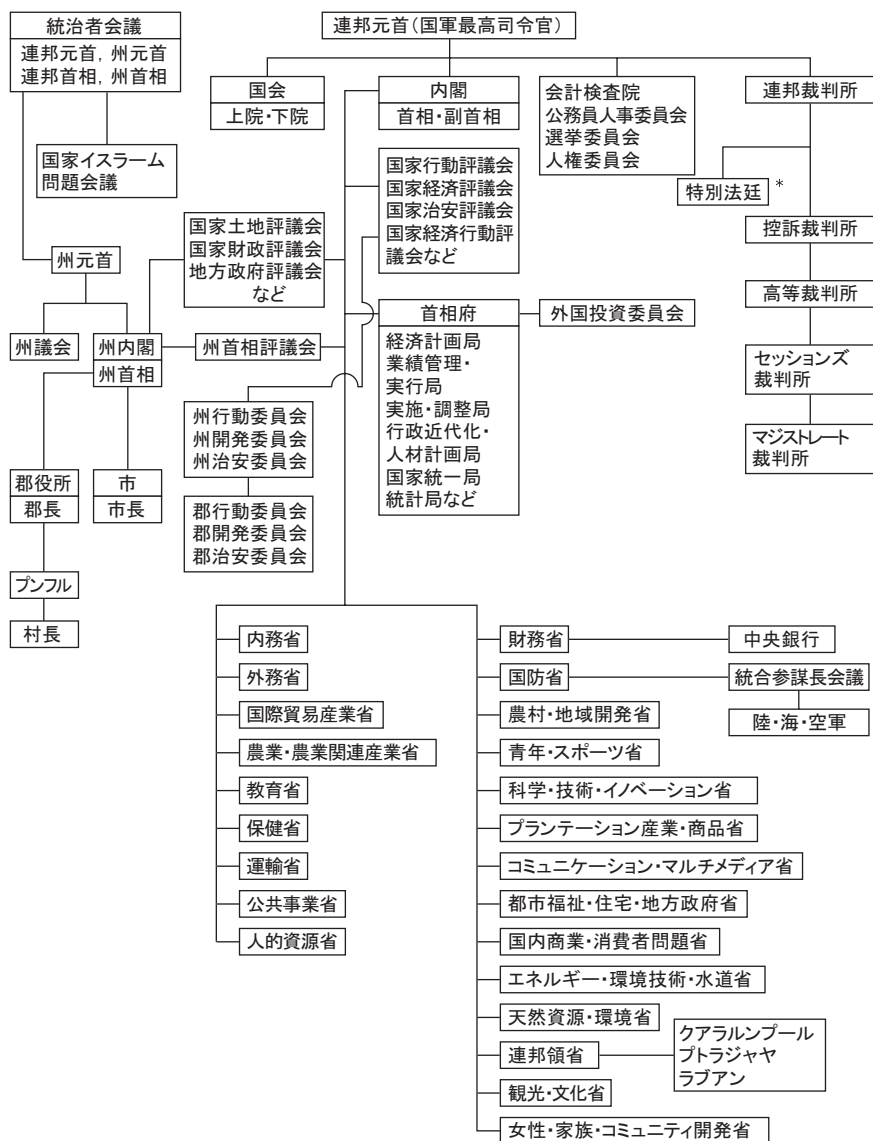 連邦元首(国軍最高司令官)
統治者会議
連邦元首, 州元首
連邦首相, 州首相
国家イスラーム
問題会議
国会
上院・下院
内閣
首相・副首相
会計検査院
公務員人事委員会
選挙委員会
人権委員会
連邦裁判所
特別法廷 *
控訴裁判所
高等裁判所
セッションズ
裁判所
マジストレート
裁判所
国家行動評議会
国家経済評議会
国家治安評議会
国家経済行動評
議会など
国家土地評議会
国家財政評議会
地方政府評議会
など
州元首
州議会
州内閣
州首相
州首相評議会
首相府
経済計画局
業績管理・
実行局
実施・調整局
行政近代化・
人材計画局
国家統一局
統計局など
外国投資委員会
州行動委員会
州開発委員会
州治安委員会
郡行動委員会
郡開発委員会
郡治安委員会
郡役所
郡長
市
市長
プンフル
村長
内務省
外務省
国際貿易産業省
農業・農業関連産業省
教育省
保健省
運輸省
公共事業省
人的資源省
財務省
中央銀行
国防省
統合参謀長会議
陸・海・空軍
農村・地域開発省
青年・スポーツ省
科学・技術・イノベーション省
プランテーション産業・商品省
コミュニケーション・マルチメディア省
都市福祉・住宅・地方政府省
国内商業・消費者問題省
エネルギー・環境技術・水道省
天然資源・環境省
連邦領省
クアラルンプール
プトラジャヤ
ラブアン
観光・文化省
女性・家族・コミュニティ開発省